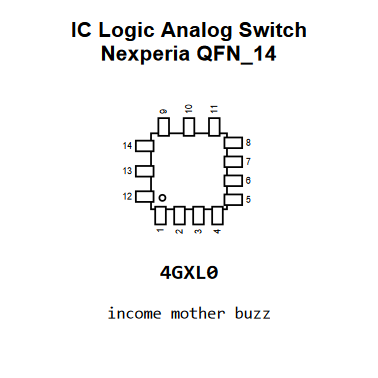 IC Logic Analog Switch
Nexperia QFN_14
9 10 11
14 8
13 7
6
12 5
1 2 3 4
4GXL0
income mother buzz